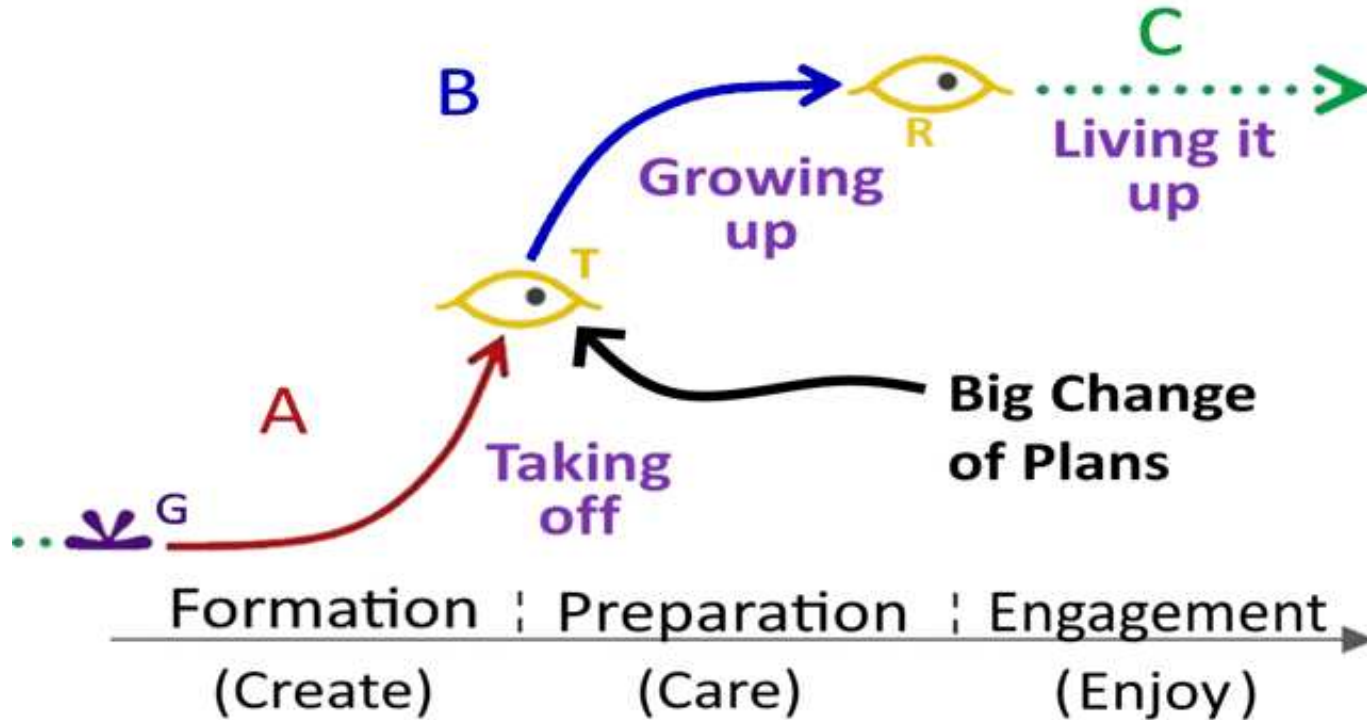 C
B
R
Living it
up
Growing
up
T
A
Big Change
of Plans
Taking
off
G
Formation
Preparation
Engagement
(Create)
(Care)
(Enjoy)